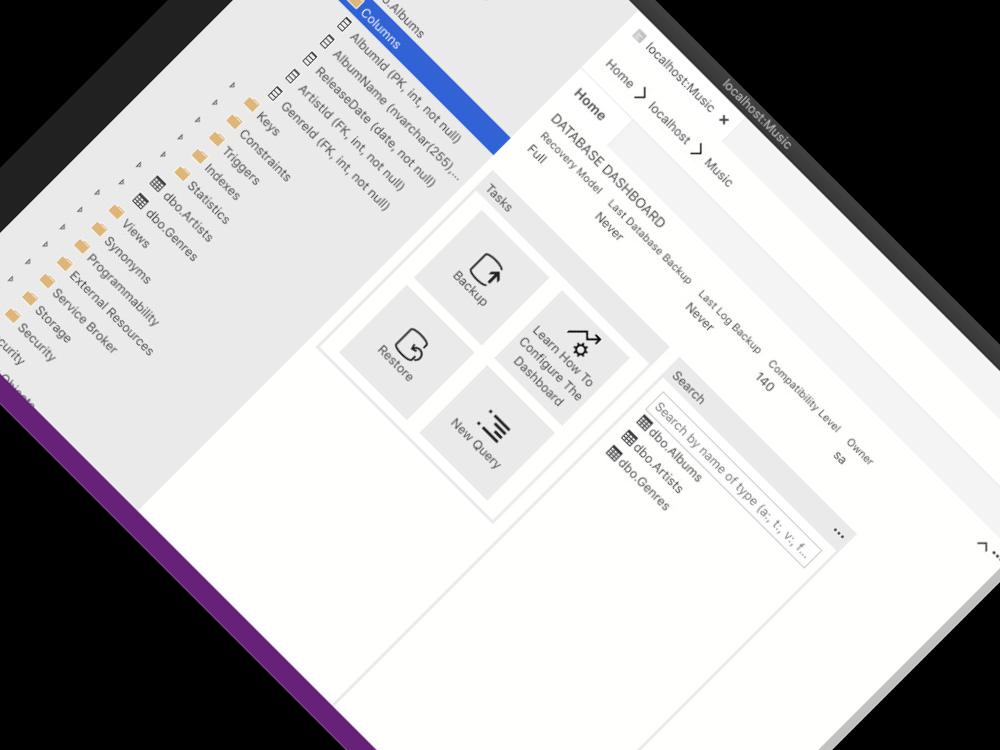 localhost:Music
localhost:Music
Home
localhost
Music
Home
DATABASE DASHBOARD
Recovery Model
Full
Last Database Backup
Never
Last Log Backup
Never
Compatibility Level
140
Owner
sa
Tasks
Backup
Restore
Learn How To
Configure The
Dashboard
New Query
Search
Search by name of type (a:, t:, v:, f...
dbo.Albums
dbo.Artists
dbo.Genres
Columns
AlbumId (PK, int, not null)
AlbumName (nvarchar(255),...
ReleaseDate (date, not null)
ArtistId (FK, int, not null)
GenreId (FK, int, not null)
Keys
Constraints
Triggers
Indexes
Statistics
dbo.Artists
dbo.Genres
Views
Synonyms
Programmability
External Resources
Service Broker
Storage
Security